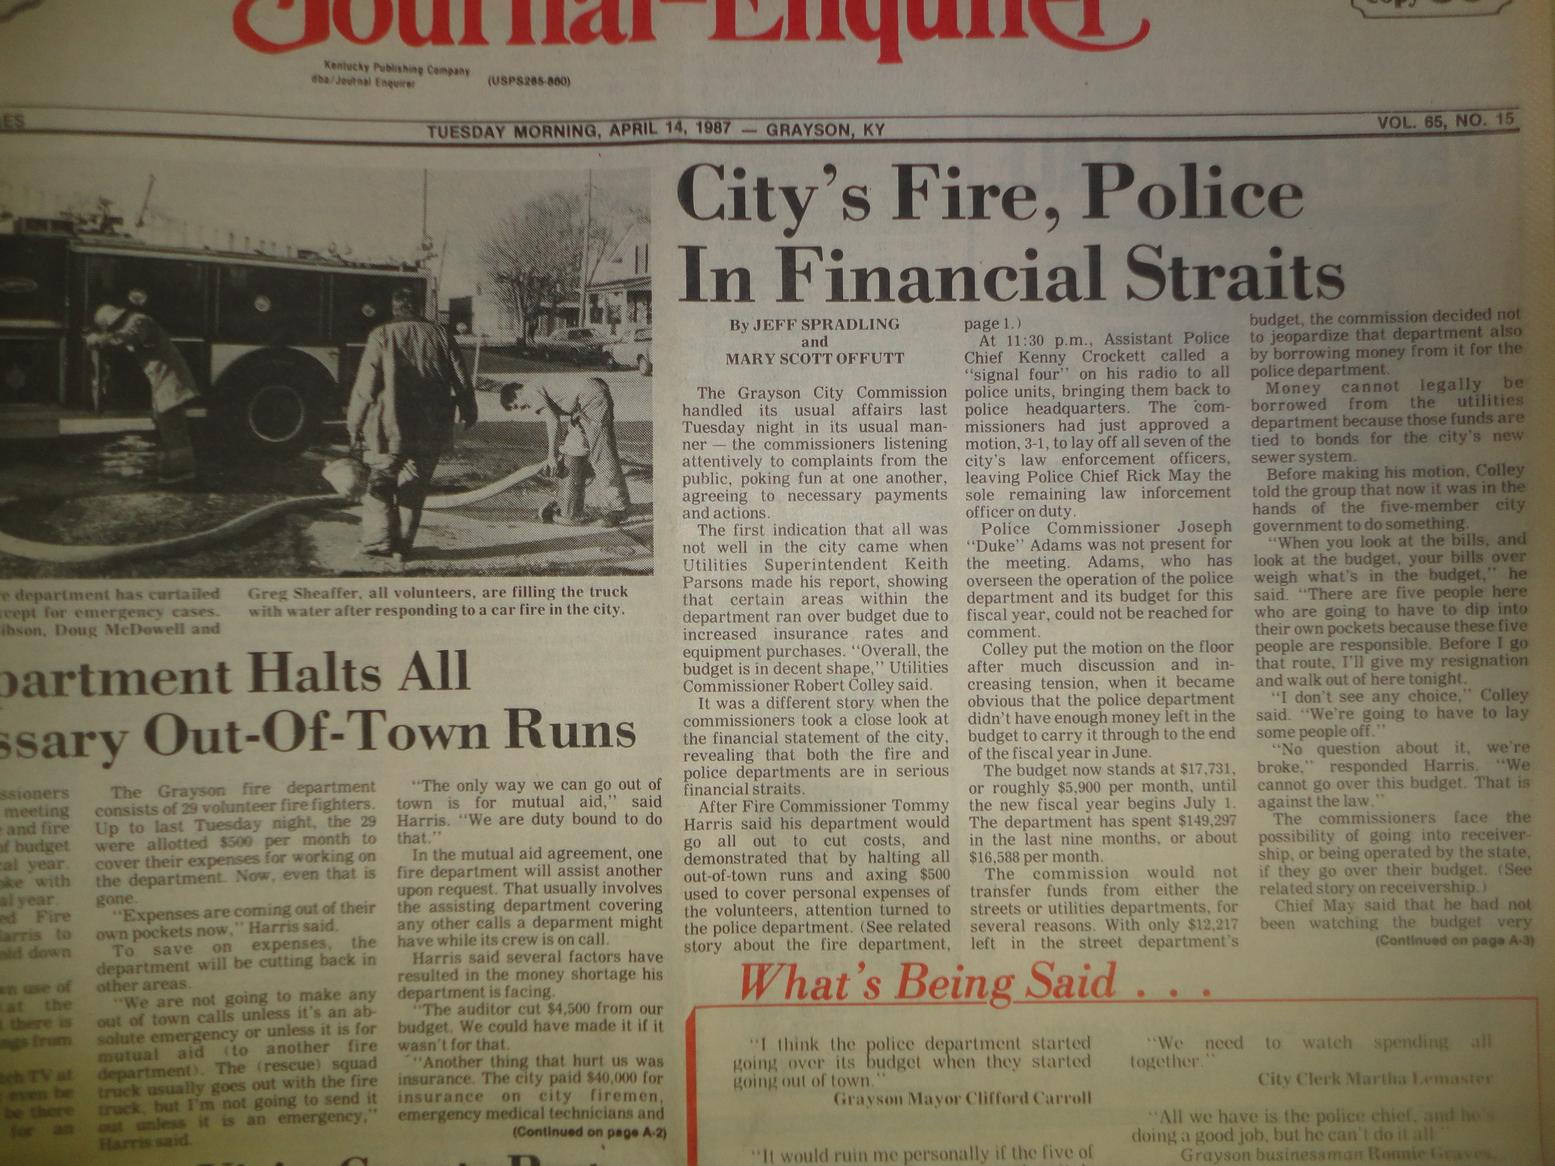 Journal-Enquirer
Copy
Kentucky Publishing Company
dba/Journal Enquirer
(USPS285-880)
TUESDAY MORNING, APRIL 14, 1987 — GRAYSON, KY
VOL. 65, NO. 15
department has curtailed
except for emergency cases.
Doug McDowell and
Greg Sheaffer, all volunteers, are filling the truck
with water after responding to a car fire in the city.
City's Fire, Police
In Financial Straits
By JEFF SPRADLING
and
MARY SCOTT OFFUTT
The Grayson City Commission
handled its usual affairs last
Tuesday night in its usual man-
ner — the commissioners listening
attentively to complaints from the
public, poking fun at one another,
agreeing to necessary payments
and actions.
The first indication that all was
not well in the city came when
Utilities Superintendent Keith
Parsons made his report, showing
that certain areas within the
department ran over budget due to
increased insurance rates and
equipment purchases. "Overall, the
budget is in decent shape," Utilities
Commissioner Robert Colley said.
It was a different story when the
commissioners took a close look at
the financial statement of the city,
revealing that both the fire and
police departments are in serious
financial straits.
After Fire Commissioner Tommy
Harris said his department would
go all out to cut costs, and
demonstrated that by halting all
out-of-town runs and axing $500
used to cover personal expenses of
the volunteers, attention turned to
the police department. (See related
story about the fire department,
page 1.)
At 11:30 p.m., Assistant Police
Chief Kenny Crockett called a
"signal four" on his radio to all
police units, bringing them back to
police headquarters. The com-
missioners had just approved a
motion, 3-1, to lay off all seven of the
city's law enforcement officers,
leaving Police Chief Rick May the
sole remaining law inforcement
officer on duty.
Police Commissioner Joseph
"Duke" Adams was not present for
the meeting. Adams, who has
overseen the operation of the police
department and its budget for this
fiscal year, could not be reached for
comment.
Colley put the motion on the floor
after much discussion and in-
creasing tension, when it became
obvious that the police department
didn't have enough money left in the
budget to carry it through to the end
of the fiscal year in June.
The budget now stands at $17,731,
or roughly $5,900 per month, until
the new fiscal year begins July 1.
The department has spent $149,297
in the last nine months, or about
$16,588 per month.
The commission would not
transfer funds from either the
streets or utilities departments, for
several reasons. With only $12,217
left in the street department's
budget, the commission decided not
to jeopardize that department also
by borrowing money from it for the
police department.
Money cannot legally be
borrowed from the utilities
department because those funds are
tied to bonds for the city's new
sewer system.
Before making his motion, Colley
told the group that now it was in the
hands of the five-member city
government to do something.
"When you look at the bills, and
look at the budget, your bills over
weigh what's in the budget," he
said. "There are five people here
who are going to have to dip into
their own pockets because these five
people are responsible. Before I go
that route, I'll give my resignation
and walk out of here tonight.
"I don't see any choice," Colley
said. "We're going to have to lay
some people off."
"No question about it, we're
broke," responded Harris. "We
cannot go over this budget. That is
against the law."
The commissioners face the
possibility of going into receiver-
ship, or being operated by the state,
if they go over their budget. (See
related story on receivership.)
Chief May said that he had not
been watching the budget very
(Continued on page A-3)
partment Halts All
ssary Out-Of-Town Runs
ssioners
meeting
and fire
of budget
year.
with
year.
Fire
Harris to
down
use of
at the
there is
from
TV at
even be
be there
for an
The Grayson fire department
consists of 29 volunteer fire fighters.
Up to last Tuesday night, the 29
were allotted $500 per month to
cover their expenses for working on
the department. Now, even that is
gone.
"Expenses are coming out of their
own pockets now," Harris said.
To save on expenses, the
department will be cutting back in
other areas.
"We are not going to make any
out of town calls unless it's an ab-
solute emergency or unless it is for
mutual aid (to another fire
department). The (rescue) squad
truck usually goes out with the fire
truck, but I'm not going to send it
out unless it is an emergency,"
Harris said.
"The only way we can go out of
town is for mutual aid," said
Harris. "We are duty bound to do
that."
In the mutual aid agreement, one
fire department will assist another
upon request. That usually involves
the assisting department covering
any other calls a deparment might
have while its crew is on call.
Harris said several factors have
resulted in the money shortage his
department is facing.
"The auditor cut $4,500 from our
budget. We could have made it if it
wasn't for that.
"Another thing that hurt us was
insurance. The city paid $40,000 for
insurance on city firemen,
emergency medical technicians and
(Continued on page A-2)
What's Being Said . . .
"I think the police department started
going over its budget when they started
going out of town."
Grayson Mayor Clifford Carroll
"It would ruin me personally if the five of
"We need to watch spending all
together."
City Clerk Martha Lemaster
"All we have is the police chief, and he's
doing a good job, but he can't do it all"
Grayson businessman Ronnie Graves